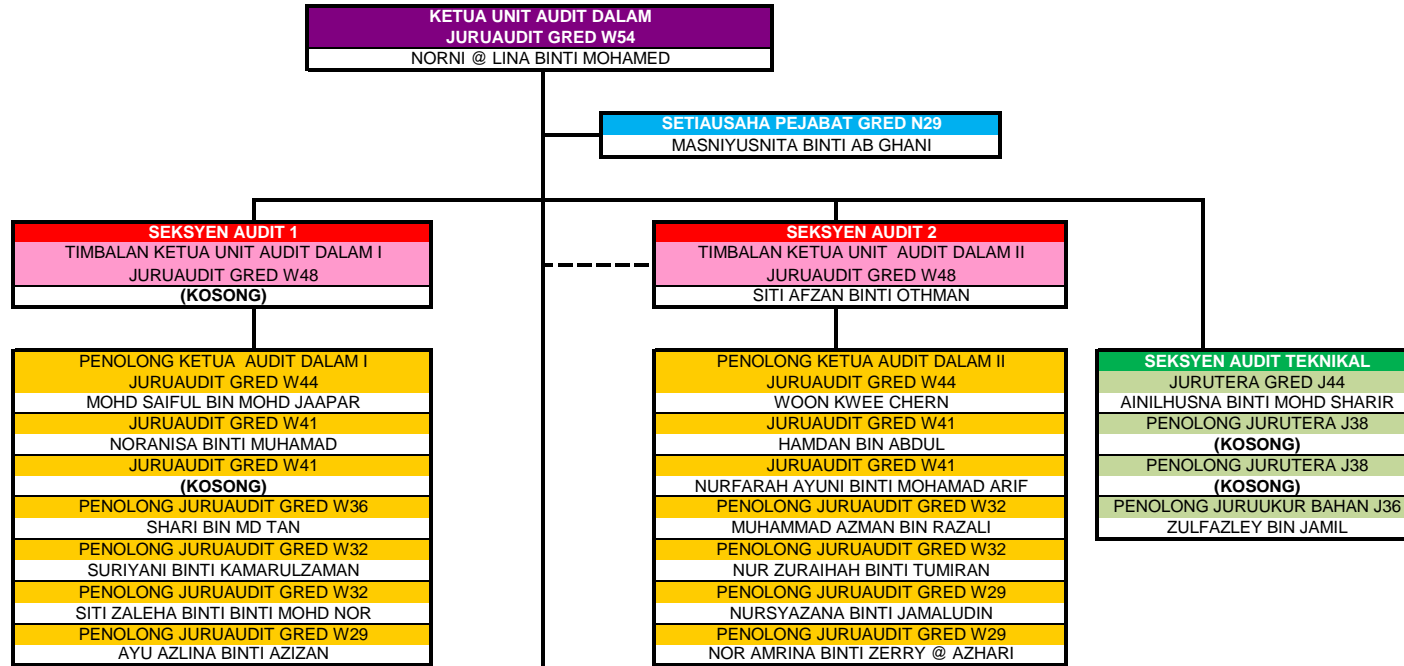 KETUA UNIT AUDIT DALAM
JURUAUDIT GRED W54
NORNI @ LINA BINTI MOHAMED
SETIAUSAHA PEJABAT GRED N29
MASNIYUSNITA BINTI AB GHANI
SEKSYEN AUDIT 1
TIMBALAN KETUA UNIT AUDIT DALAM I
JURUAUDIT GRED W48
(KOSONG)
PENOLONG KETUA AUDIT DALAM I
JURUAUDIT GRED W44
MOHD SAIFUL BIN MOHD JAAPAR
JURUAUDIT GRED W41
NORANISA BINTI MUHAMAD
JURUAUDIT GRED W41
(KOSONG)
PENOLONG JURUAUDIT GRED W36
SHARI BIN MD TAN
PENOLONG JURUAUDIT GRED W32
SURIYANI BINTI KAMARULZAMAN
PENOLONG JURUAUDIT GRED W32
SITI ZALEHA BINTI BINTI MOHD NOR
PENOLONG JURUAUDIT GRED W29
AYU AZLINA BINTI AZIZAN
SEKSYEN AUDIT 2
TIMBALAN KETUA UNIT AUDIT DALAM II
JURUAUDIT GRED W48
SITI AFZAN BINTI OTHMAN
PENOLONG KETUA AUDIT DALAM II
JURUAUDIT GRED W44
WOON KWEE CHERN
JURUAUDIT GRED W41
HAMDAN BIN ABDUL
JURUAUDIT GRED W41
NURFARAH AYUNI BINTI MOHAMAD ARIF
PENOLONG JURUAUDIT GRED W32
MUHAMMAD AZMAN BIN RAZALI
PENOLONG JURUAUDIT GRED W32
NUR ZURAIHAH BINTI TUMIRAN
PENOLONG JURUAUDIT GRED W29
NURSYAZANA BINTI JAMALUDIN
PENOLONG JURUAUDIT GRED W29
NOR AMRINA BINTI ZERRY @ AZHARI
SEKSYEN AUDIT TEKNIKAL
JURUTERA GRED J44
AINILHUSNA BINTI MOHD SHARIR
PENOLONG JURUTERA J38
(KOSONG)
PENOLONG JURUTERA J38
(KOSONG)
PENOLONG JURUUKUR BAHAN J36
ZULFAZLEY BIN JAMIL